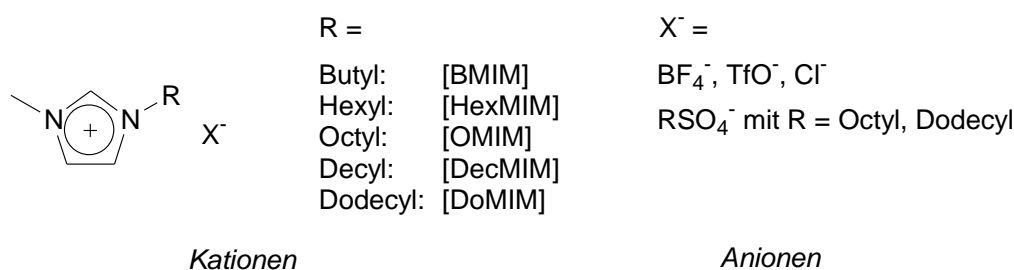 R =
X⁻ =
Butyl: [BMIM]
BF₄⁻, TfO⁻, Cl⁻
Hexyl: [HexMIM]
RSO₄⁻ mit R = Octyl, Dodecyl
Octyl: [OMIM]
Decyl: [DecMIM]
Dodecyl: [DoMIM]
N + N R X⁻
Kationen
Anionen